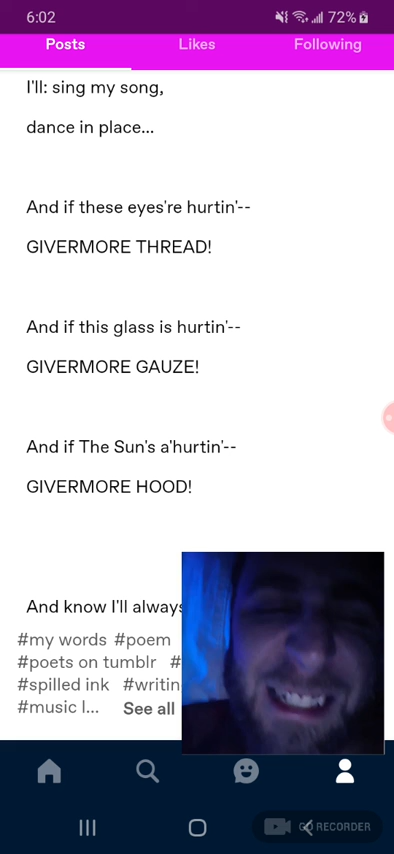 6:02
72%
Posts
Likes
Following
I'll: sing my song,
dance in place...
And if these eyes're hurtin'--
GIVERMORE THREAD!
And if this glass is hurtin'--
GIVERMORE GAUZE!
And if The Sun's a'hurtin'--
GIVERMORE HOOD!
And know I'll always
#my words #poem
#poets on tumblr #
#spilled ink #writin
#music l... See all
GO RECORDER